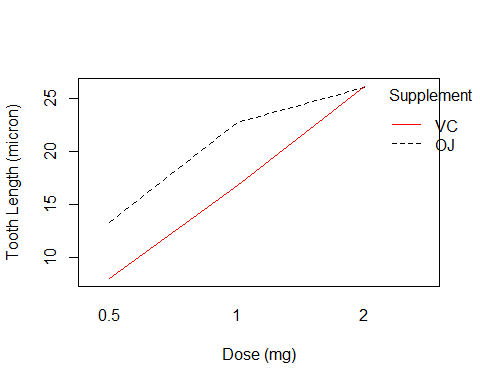 Tooth Length (micron)
25
20
15
10
Supplement
VC
OJ
0.5 1 2
Dose (mg)